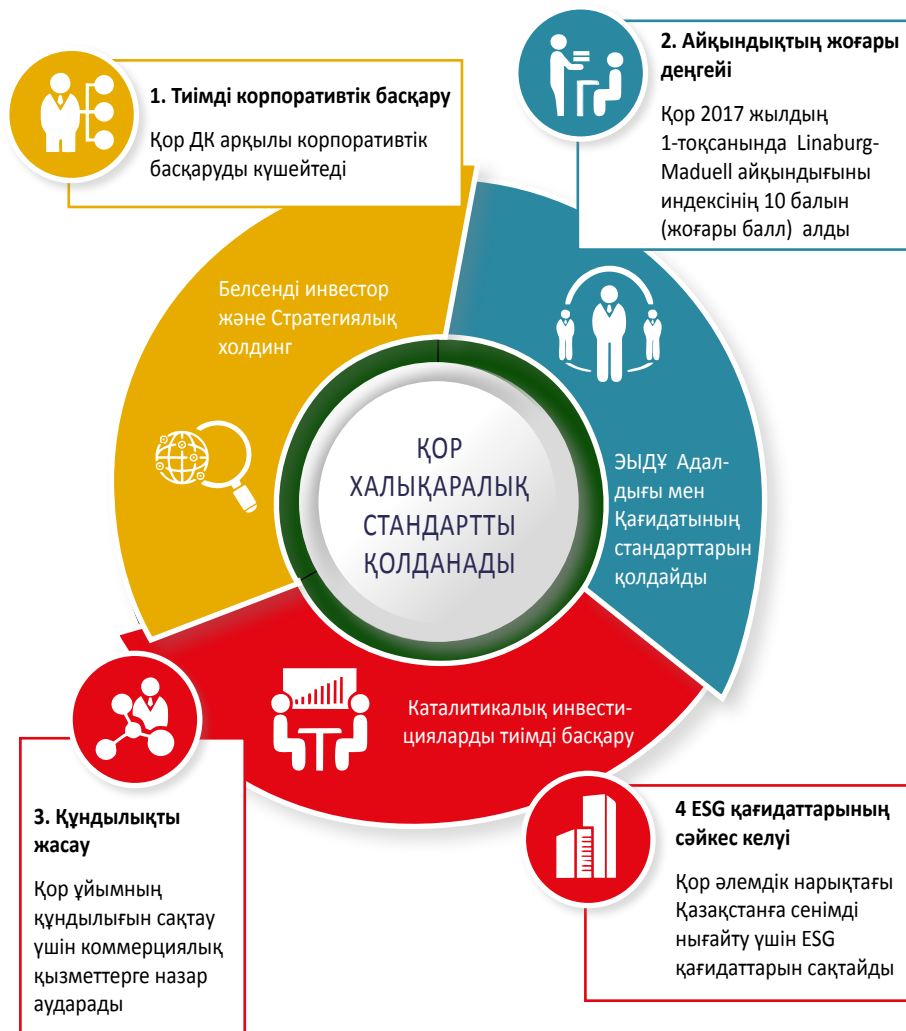 1. Тиімді корпоративтік басқару
Қор ДК арқылы корпоративтік
басқаруды күшейтеді
2. Айқындықтың жоғары
деңгейі
Қор 2017 жылдың
1-тоқсанында Linaburg-
Maduell айқындығыны
индексінің 10 балын
(жоғары балл) алды
Белсенді инвестор
және Стратегиялық
холдинг
ҚОР
ХАЛЫҚАРАЛЫҚ
СТАНДАРТТЫ
ҚОЛДАНАДЫ
ЭЫДҰ Адал-
дығы мен
Қағидатының
стандарттарын
қолдайды
Каталитикалық инвести-
цияларды тиімді басқару
3. Құндылықты
жасау
Қор ұйымның
құндылығын сақтау
үшін коммерциялық
қызметтерге назар
аударады
4 ESG қағидаттарының
сәйкес келуі
Қор әлемдік нарықтағы
Қазақстанға сенімді
нығайту үшін ESG
қағидаттарын сақтайды